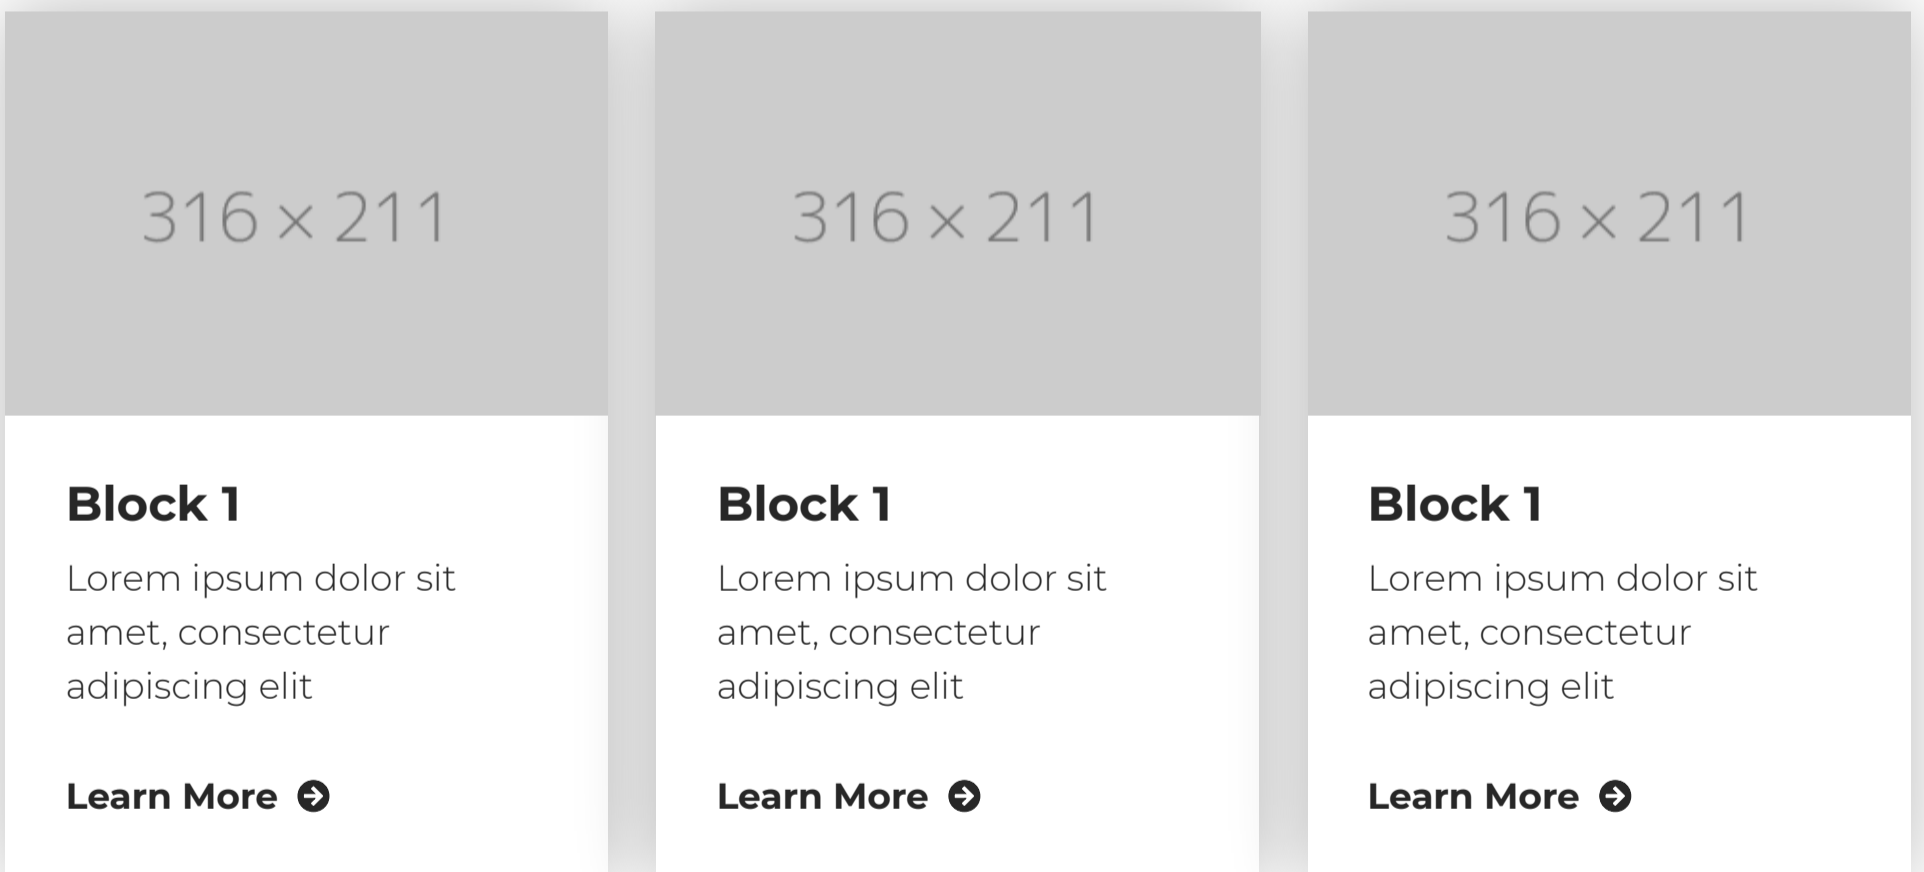 316 × 211
Block 1
Lorem ipsum dolor sit
amet, consectetur
adipiscing elit
Learn More
316 × 211
Block 1
Lorem ipsum dolor sit
amet, consectetur
adipiscing elit
Learn More
316 × 211
Block 1
Lorem ipsum dolor sit
amet, consectetur
adipiscing elit
Learn More